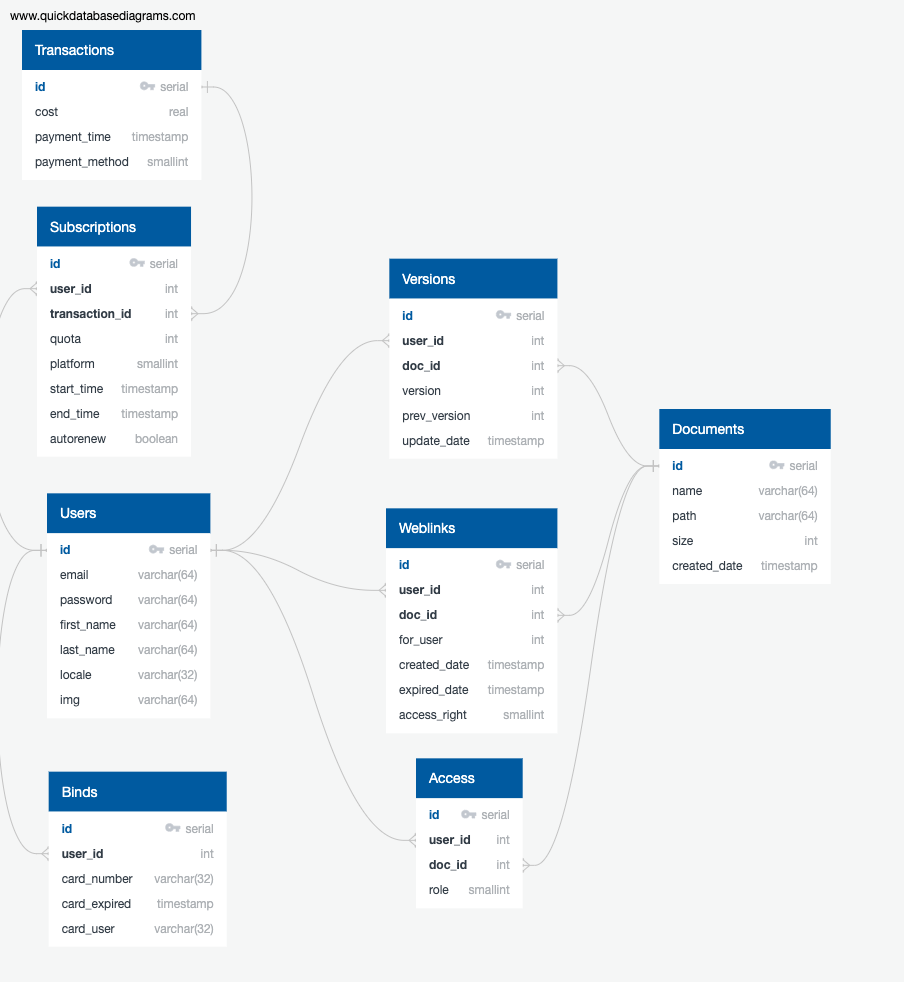 www.quickdatabasediagrams.com
Transactions
id serial
cost real
payment_time timestamp
payment_method smallint
Subscriptions
id serial
user_id int
transaction_id int
quota int
platform smallint
start_time timestamp
end_time timestamp
autorenew boolean
Users
id serial
email varchar(64)
password varchar(64)
first_name varchar(64)
last_name varchar(64)
locale varchar(32)
img varchar(64)
Binds
id serial
user_id int
card_number varchar(32)
card_expired timestamp
card_user varchar(32)
Versions
id serial
user_id int
doc_id int
version int
prev_version int
update_date timestamp
Weblinks
id serial
user_id int
doc_id int
for_user int
created_date timestamp
expired_date timestamp
access_right smallint
Access
id serial
user_id int
doc_id int
role smallint
Documents
id serial
name varchar(64)
path varchar(64)
size int
created_date timestamp